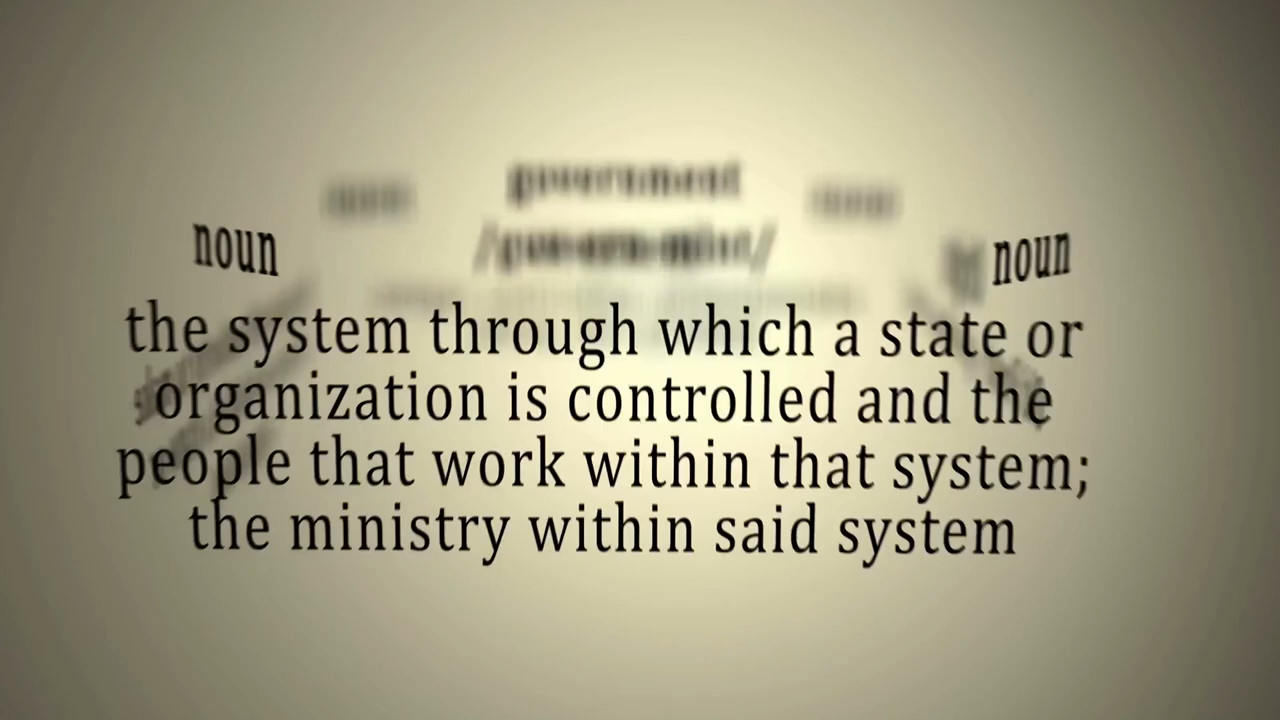 government
noun
noun
the system through which a state or
organization is controlled and the
people that work within that system;
the ministry within said system